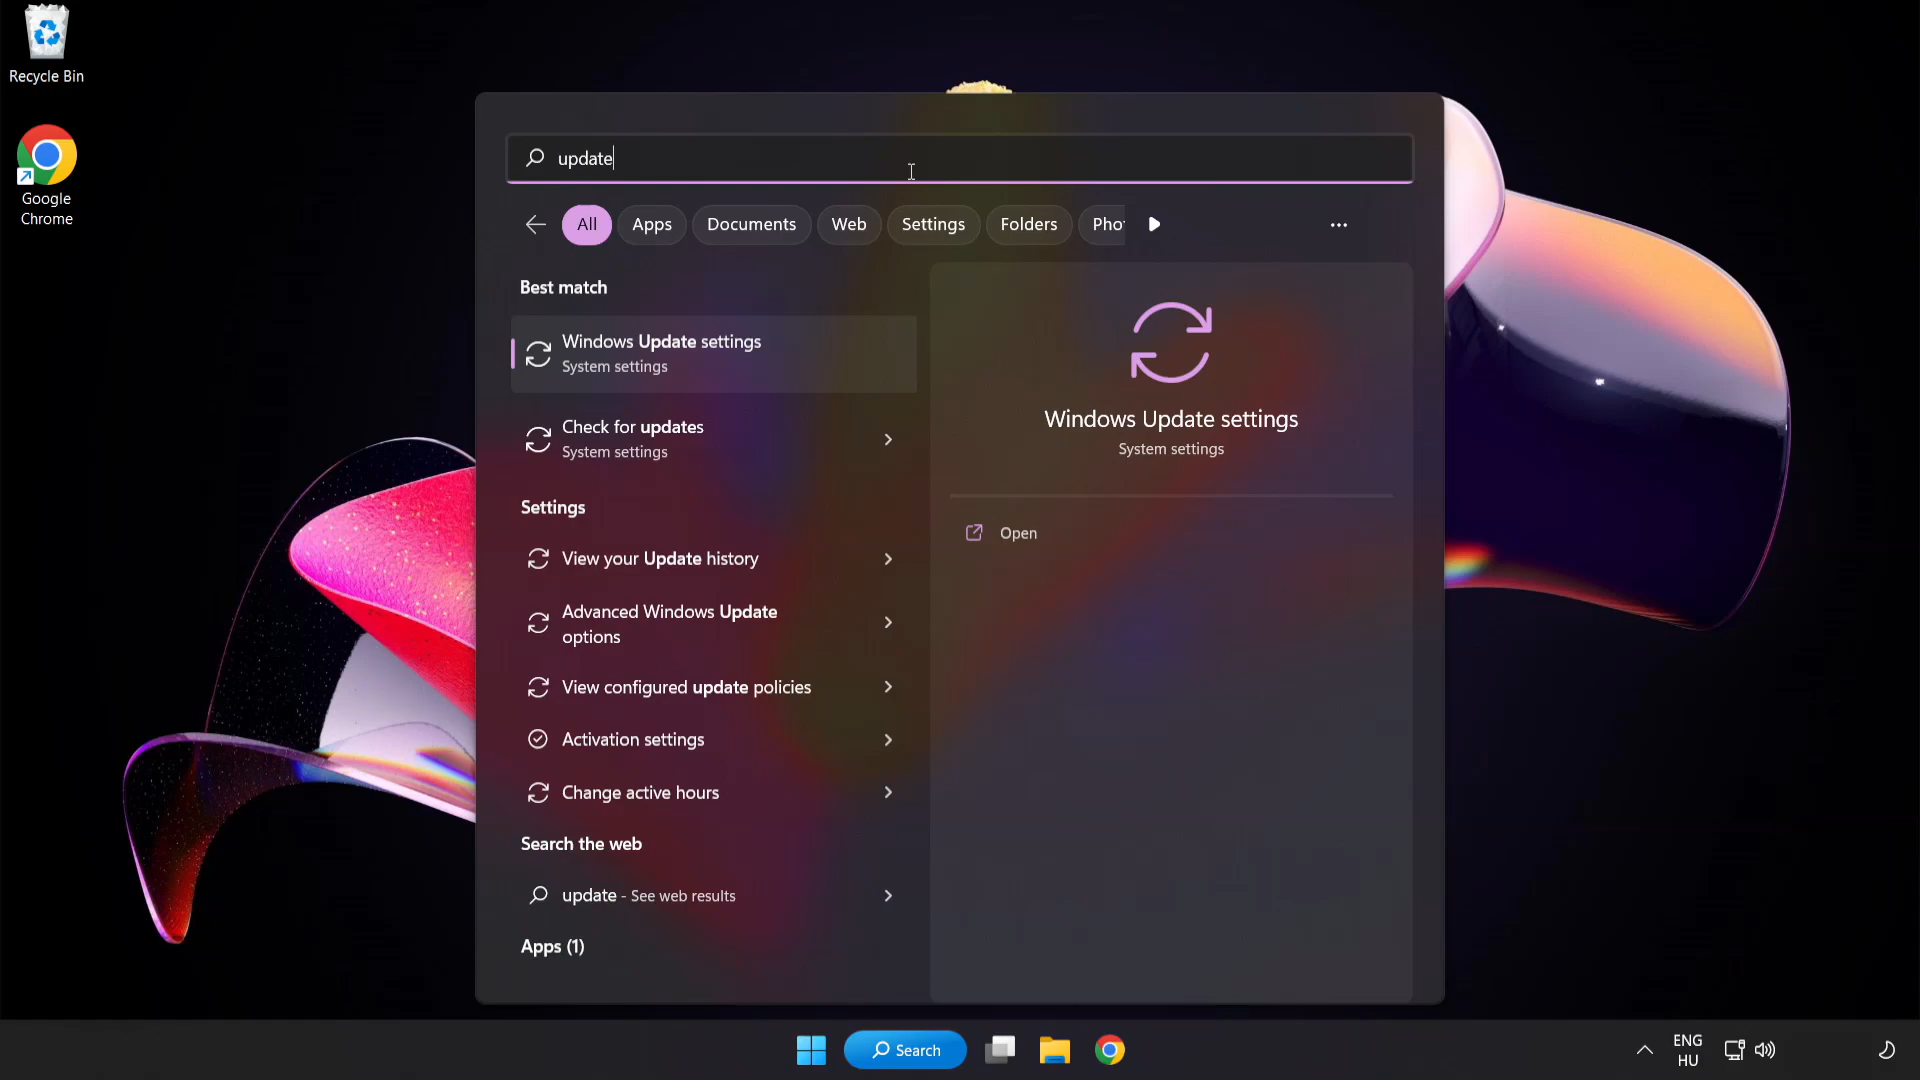 Recycle Bin
Google
Chrome
update
All
Apps
Documents
Web
Settings
Folders
Pho
Best match
Windows Update settings
System settings
Check for updates
System settings
Settings
View your Update history
Advanced Windows Update
options
View configured update policies
Activation settings
Change active hours
Search the web
update - See web results
Apps (1)
Windows Update settings
System settings
Open
Search
ENG
HU